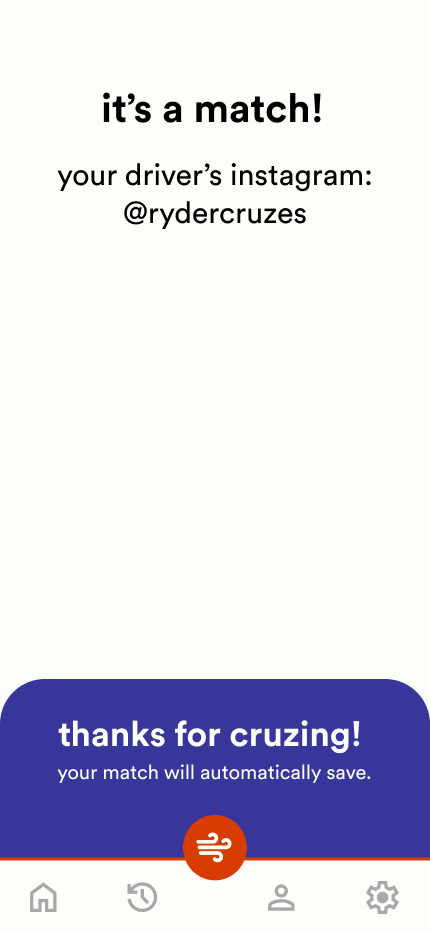 it’s a match!
your driver’s instagram:
@rydercruzes
thanks for cruzing!
your match will automatically save.